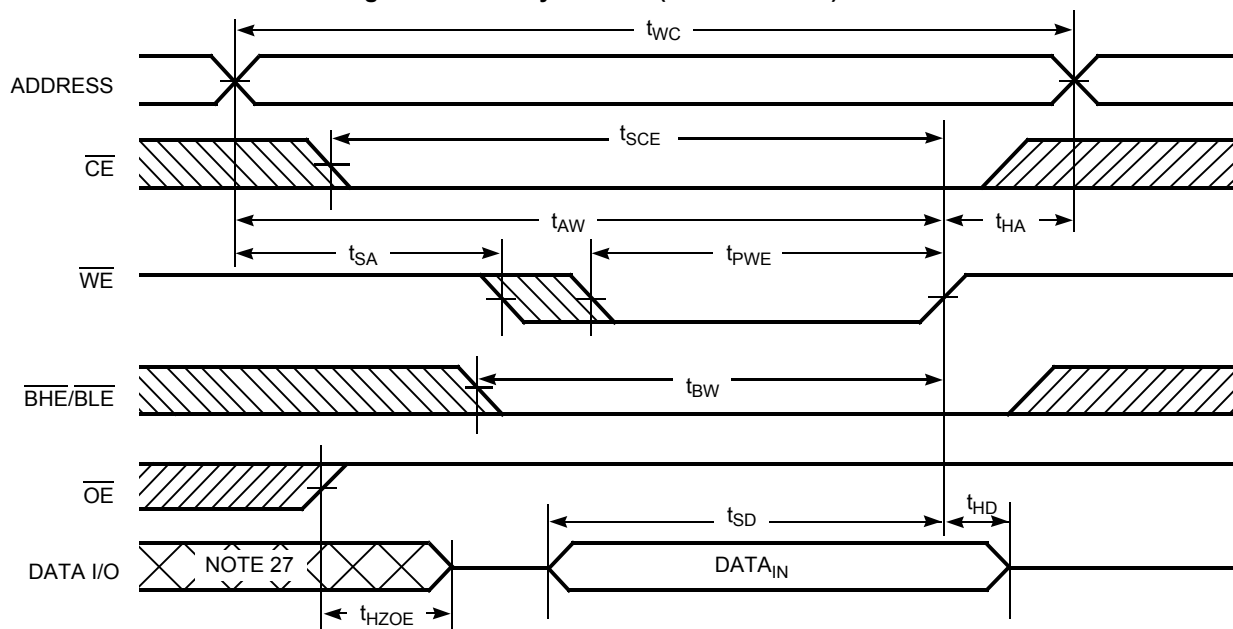 tWC
ADDRESS
tSCE
CE
tAW
tHA
tSA
tPWE
WE
tBW
BHE/BLE
OE
tSD
tHD
DATA I/O
NOTE 27
DATAIN
tHZOE